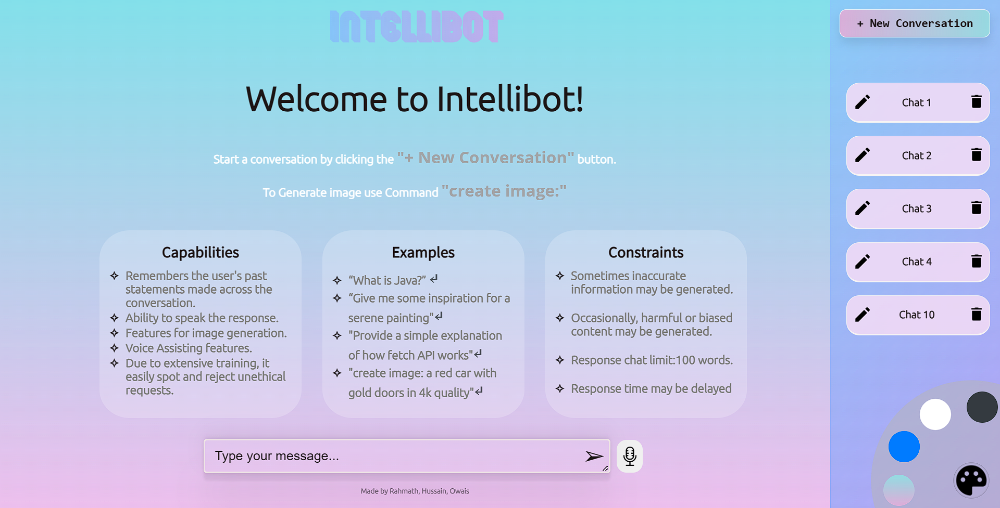 INTELLIBOT
Welcome to Intellibot!
Start a conversation by clicking the "+ New Conversation" button.
To Generate image use Command "create image:"
Capabilities
Remembers the user's past
statements made across the
conversation.
Ability to speak the response.
Features for image generation.
Voice Assisting features.
Due to extensive training, it
easily spot and reject unethical
requests.
Examples
“What is Java?” ⏎
“Give me some inspiration for a
serene painting"⏎
"Provide a simple explanation
of how fetch API works"⏎
"create image: a red car with
gold doors in 4k quality"⏎
Constraints
Sometimes inaccurate
information may be generated.
Occasionally, harmful or biased
content may be generated.
Response chat limit:100 words.
Response time may be delayed
Type your message...
Made by Rahmath, Hussain, Owais
+ New Conversation
Chat 1
Chat 2
Chat 3
Chat 4
Chat 10